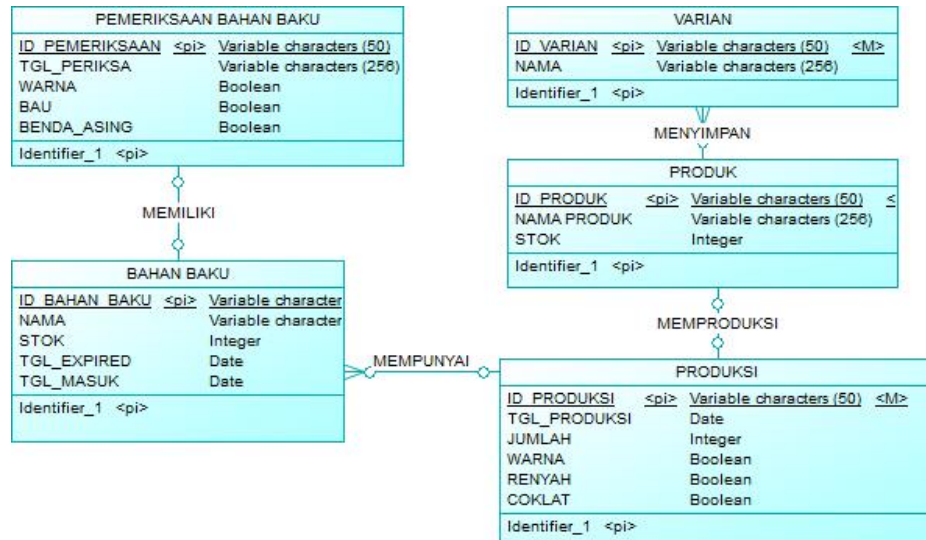 PEMERIKSAAN BAHAN BAKU
ID_PEMERIKSAAN <pi> Variable characters (50)
TGL_PERIKSA Variable characters (256)
WARNA Boolean
BAU Boolean
BENDA_ASING Boolean
Identifier_1 <pi>
MEMILIKI
BAHAN BAKU
ID_BAHAN_BAKU <pi> Variable character
NAMA Variable character
STOK Integer
TGL_EXPIRED Date
TGL_MASUK Date
Identifier_1 <pi>
MEMPUNYAI
VARIAN
ID_VARIAN <pi> Variable characters (50) <M>
NAMA Variable characters (256)
Identifier_1 <pi>
MENYIMPAN
PRODUK
ID_PRODUK <pi> Variable characters (50) <
NAMA PRODUK Variable characters (256)
STOK Integer
Identifier_1 <pi>
MEMPRODUKSI
PRODUKSI
ID_PRODUKSI <pi> Variable characters (50) <M>
TGL_PRODUKSI Date
JUMLAH Integer
WARNA Boolean
RENYAH Boolean
COKLAT Boolean
Identifier_1 <pi>